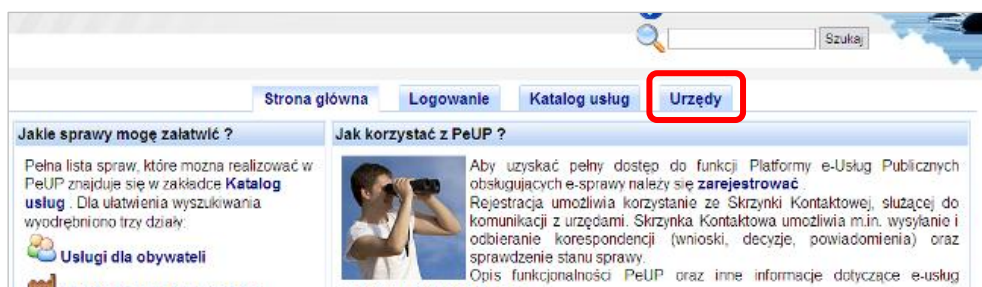 Szukaj
Strona główna Logowanie Katalog usług Urzędy
Jakie sprawy mogę załatwić ?
Pełna lista spraw, które mozna realizować w
PeUP znajduje się w zakładce Katalog
usług . Dla ułatwienia wyszukiwania
wyodrębniono trzy działy:
Usługi dla obywateli
Jak korzystać z PeUP ?
Aby uzyskać pełny dostęp do funkcji Platformy e-Usług Publicznych
obsługujących e-sprawy należy się zarejestrować .
Rejestracja umożliwia korzystanie ze Skrzynki Kontaktowej, służącej do
komunikacji z urzędami. Skrzynka Kontaktowa umożliwia m.in. wysyłanie i
odbieranie korespondencji (wnioski, decyzje, powiadomienia) oraz
sprawdzenie stanu sprawy.
Opis funkcjonalności PeUP oraz inne informacje dotyczące e-usług